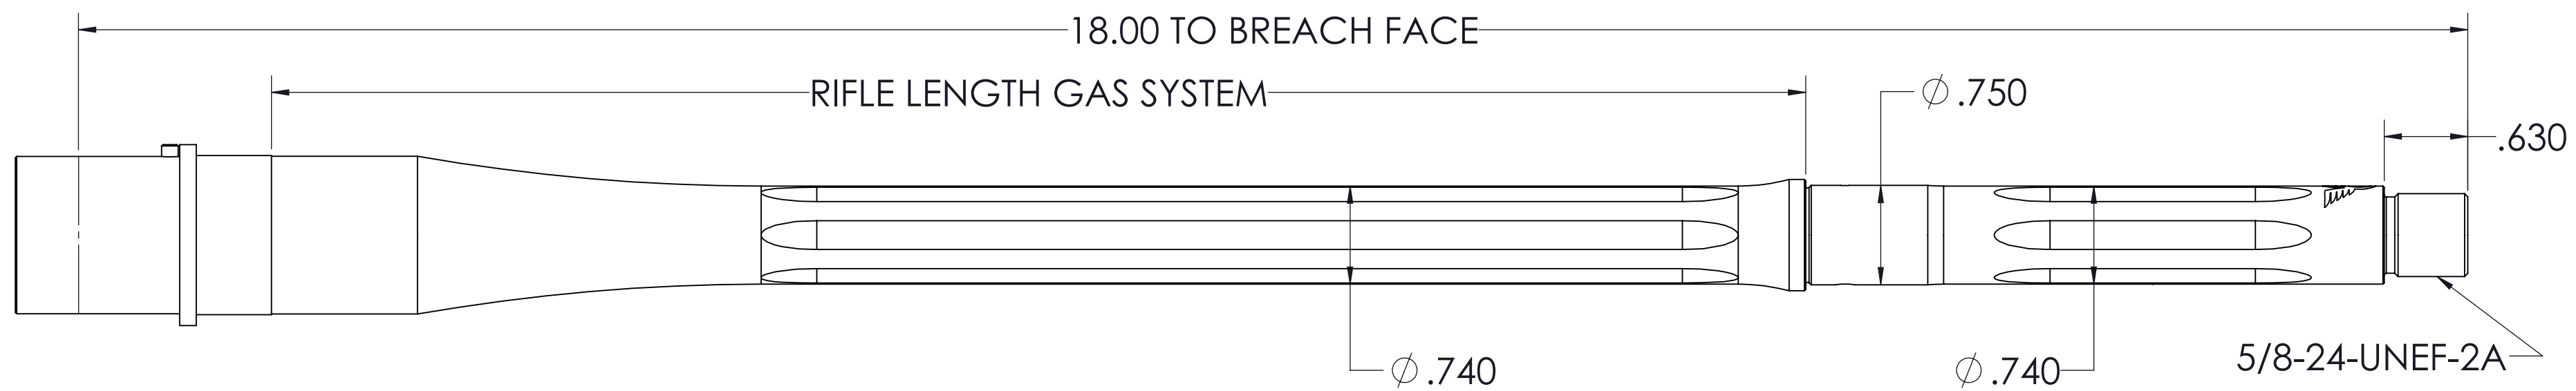 18.00 TO BREACH FACE
RIFLE LENGTH GAS SYSTEM
⌀ .750
.630
⌀ .740
⌀ .740
5/8-24-UNEF-2A